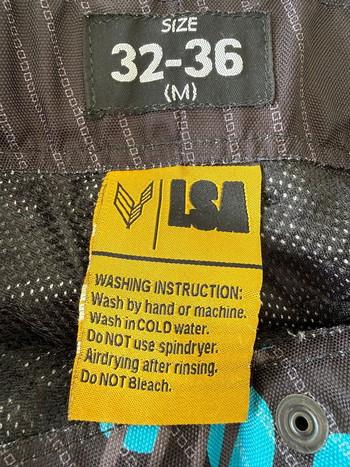 SIZE
32-36
(M)
LSA
WASHING INSTRUCTION:
Wash by hand or machine.
Wash in COLD water.
Do NOT use spindryer.
Airdrying after rinsing.
Do NOT Bleach.